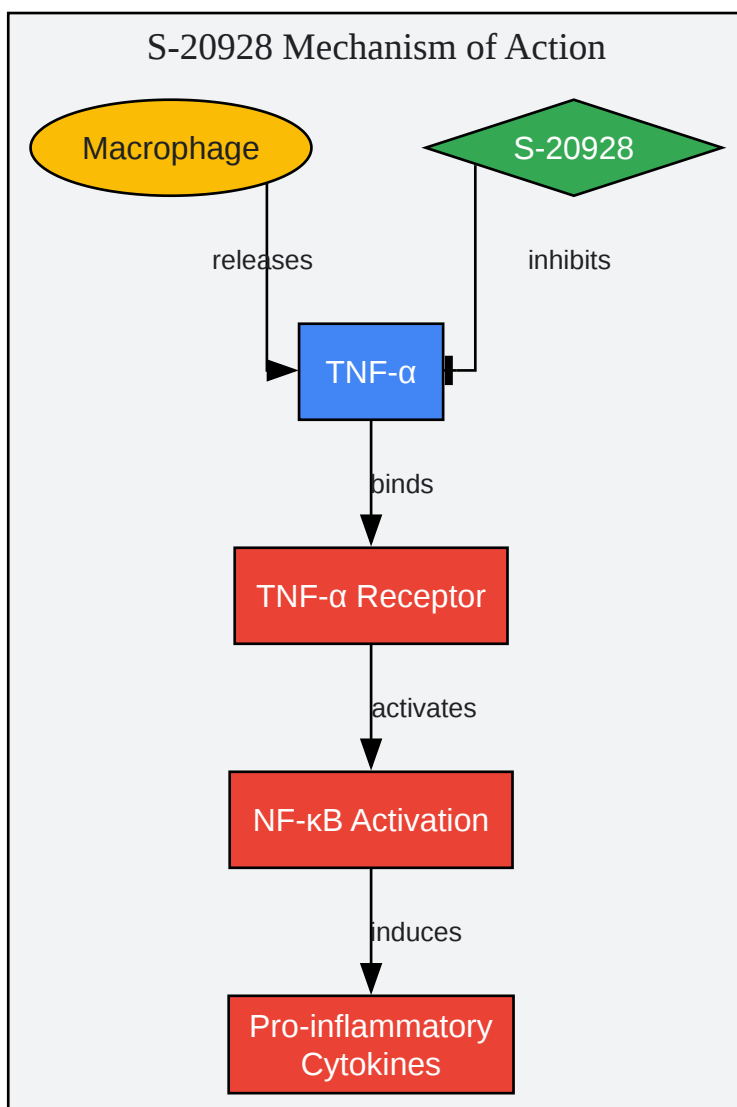 S-20928 Mechanism of Action
Macrophage
S-20928
releases
inhibits
TNF-α
binds
TNF-α Receptor
activates
NF-κB Activation
induces
Pro-inflammatory
Cytokines